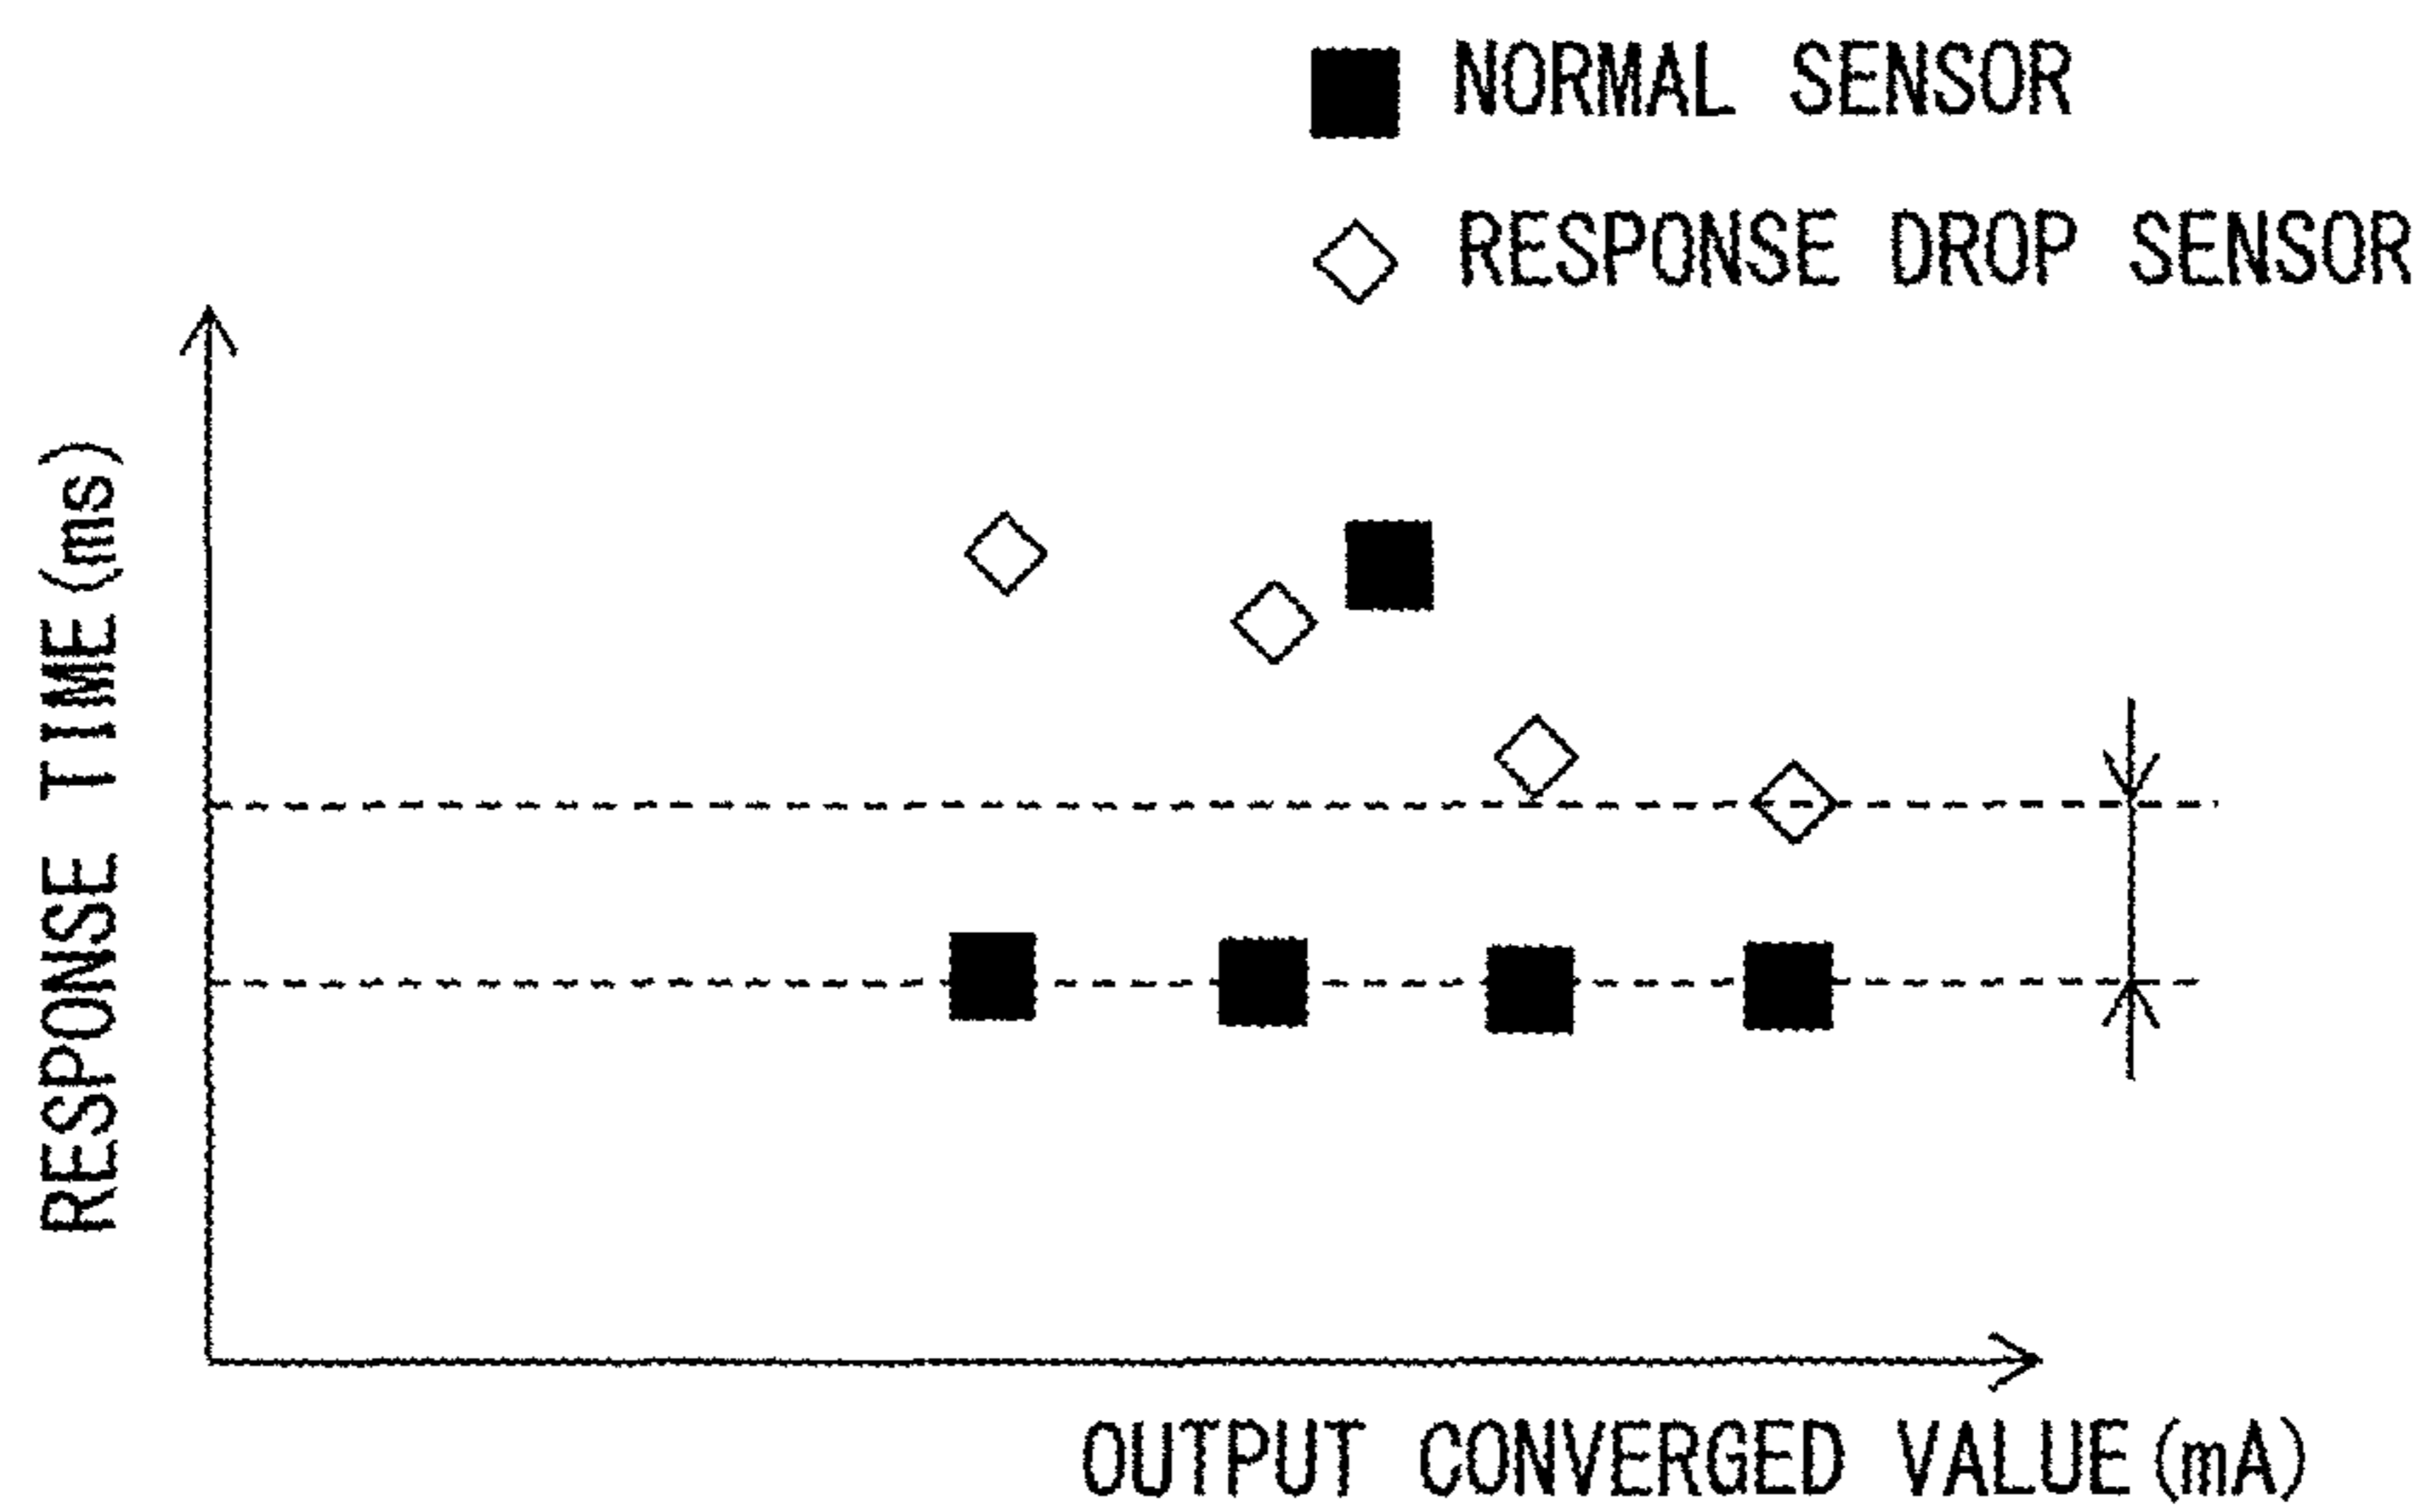 NORMAL SENSOR
RESPONSE DROP SENSOR
RESPONSE TIME(ms)
OUTPUT CONVERGED VALUE(mA)